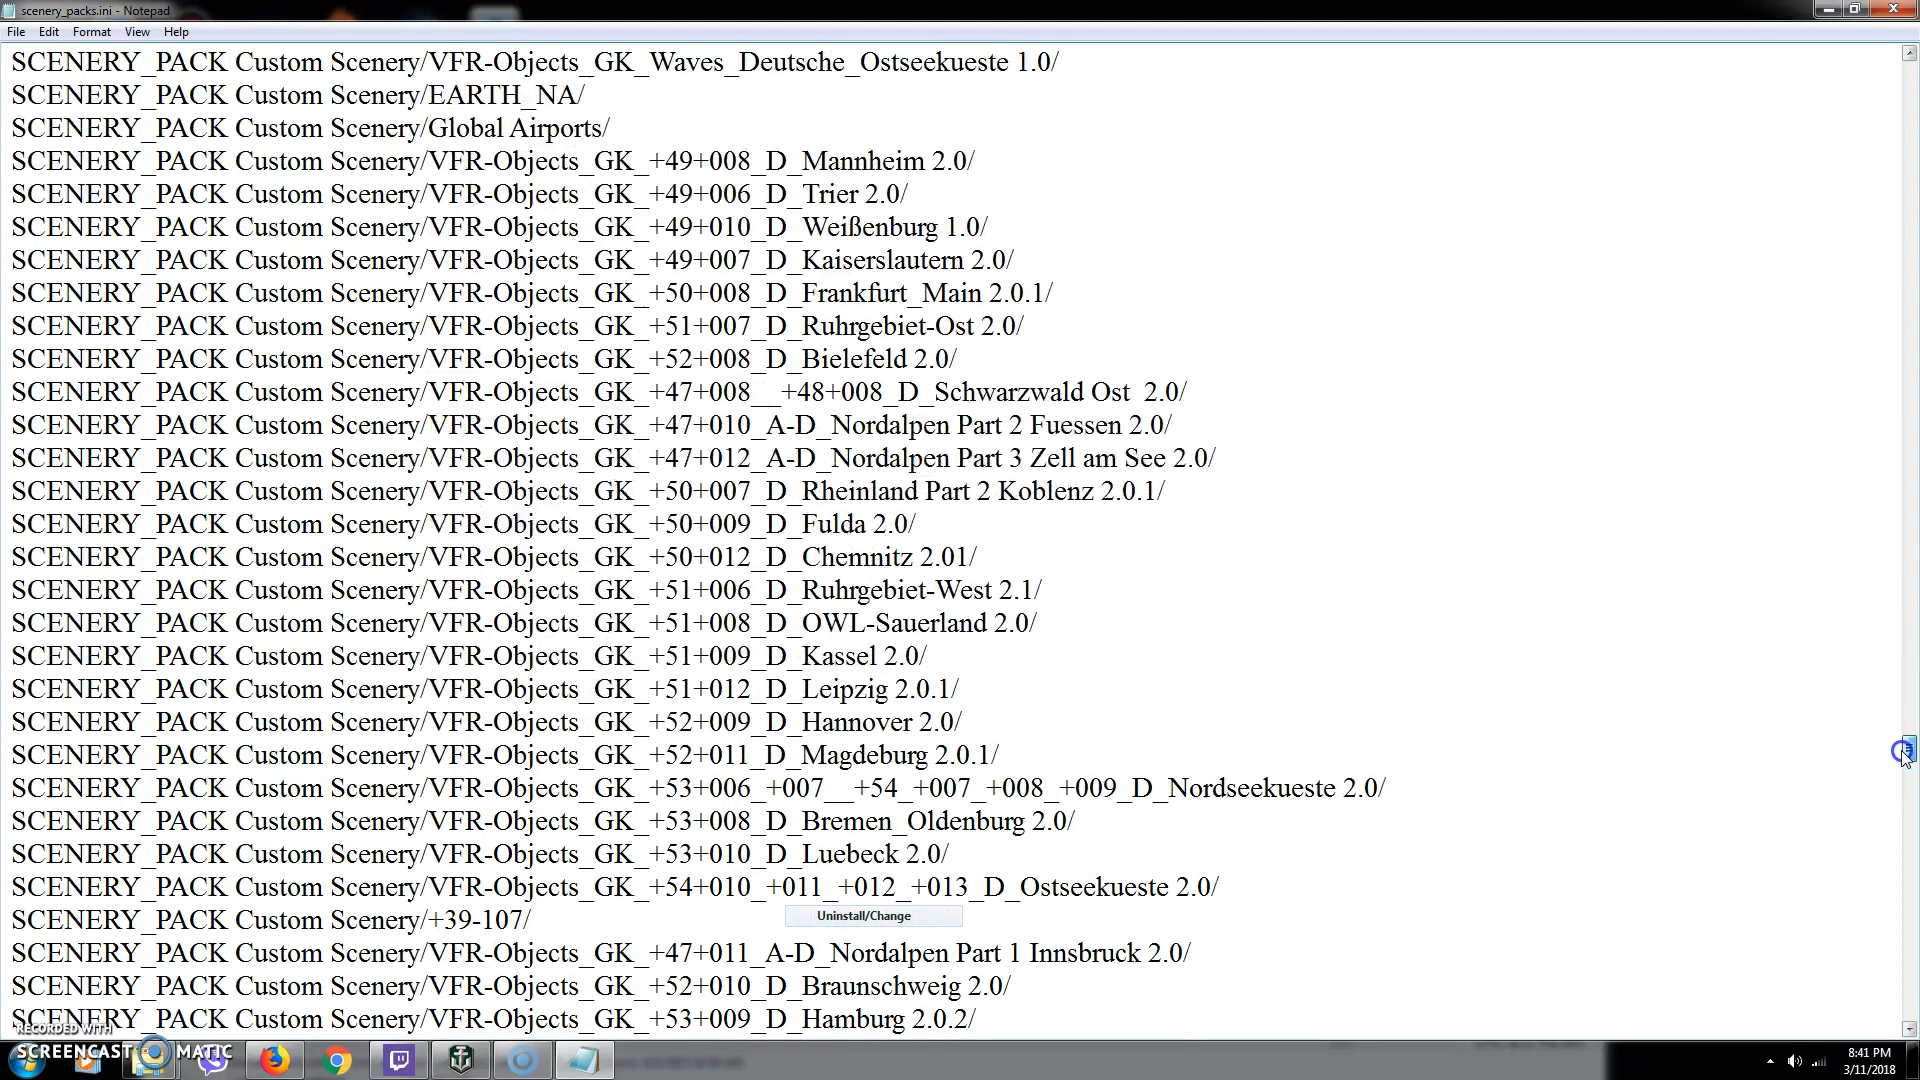 scenery_packs.ini - Notepad
File Edit Format View Help
SCENERY_PACK Custom Scenery/VFR-Objects_GK_Waves_Deutsche_Ostseekueste 1.0/
SCENERY_PACK Custom Scenery/EARTH_NA/
SCENERY_PACK Custom Scenery/Global Airports/
SCENERY_PACK Custom Scenery/VFR-Objects_GK_+49+008_D_Mannheim 2.0/
SCENERY_PACK Custom Scenery/VFR-Objects_GK_+49+006_D_Trier 2.0/
SCENERY_PACK Custom Scenery/VFR-Objects_GK_+49+010_D_Weißenburg 1.0/
SCENERY_PACK Custom Scenery/VFR-Objects_GK_+49+007_D_Kaiserslautern 2.0/
SCENERY_PACK Custom Scenery/VFR-Objects_GK_+50+008_D_Frankfurt_Main 2.0.1/
SCENERY_PACK Custom Scenery/VFR-Objects_GK_+51+007_D_Ruhrgebiet-Ost 2.0/
SCENERY_PACK Custom Scenery/VFR-Objects_GK_+52+008_D_Bielefeld 2.0/
SCENERY_PACK Custom Scenery/VFR-Objects_GK_+47+008__+48+008_D_Schwarzwald Ost  2.0/
SCENERY_PACK Custom Scenery/VFR-Objects_GK_+47+010_A-D_Nordalpen Part 2 Fuessen 2.0/
SCENERY_PACK Custom Scenery/VFR-Objects_GK_+47+012_A-D_Nordalpen Part 3 Zell am See 2.0/
SCENERY_PACK Custom Scenery/VFR-Objects_GK_+50+007_D_Rheinland Part 2 Koblenz 2.0.1/
SCENERY_PACK Custom Scenery/VFR-Objects_GK_+50+009_D_Fulda 2.0/
SCENERY_PACK Custom Scenery/VFR-Objects_GK_+50+012_D_Chemnitz 2.01/
SCENERY_PACK Custom Scenery/VFR-Objects_GK_+51+006_D_Ruhrgebiet-West 2.1/
SCENERY_PACK Custom Scenery/VFR-Objects_GK_+51+008_D_OWL-Sauerland 2.0/
SCENERY_PACK Custom Scenery/VFR-Objects_GK_+51+009_D_Kassel 2.0/
SCENERY_PACK Custom Scenery/VFR-Objects_GK_+51+012_D_Leipzig 2.0.1/
SCENERY_PACK Custom Scenery/VFR-Objects_GK_+52+009_D_Hannover 2.0/
SCENERY_PACK Custom Scenery/VFR-Objects_GK_+52+011_D_Magdeburg 2.0.1/
SCENERY_PACK Custom Scenery/VFR-Objects_GK_+53+006_+007__+54_+007_+008_+009_D_Nordseekueste 2.0/
SCENERY_PACK Custom Scenery/VFR-Objects_GK_+53+008_D_Bremen_Oldenburg 2.0/
SCENERY_PACK Custom Scenery/VFR-Objects_GK_+53+010_D_Luebeck 2.0/
SCENERY_PACK Custom Scenery/VFR-Objects_GK_+54+010_+011_+012_+013_D_Ostseekueste 2.0/
SCENERY_PACK Custom Scenery/+39-107/
Uninstall/Change
SCENERY_PACK Custom Scenery/VFR-Objects_GK_+47+011_A-D_Nordalpen Part 1 Innsbruck 2.0/
SCENERY_PACK Custom Scenery/VFR-Objects_GK_+52+010_D_Braunschweig 2.0/
SCENERY_PACK Custom Scenery/VFR-Objects_GK_+53+009_D_Hamburg 2.0.2/
RECORDED WITH
SCREENCAST MATIC
8:41 PM
3/11/2018